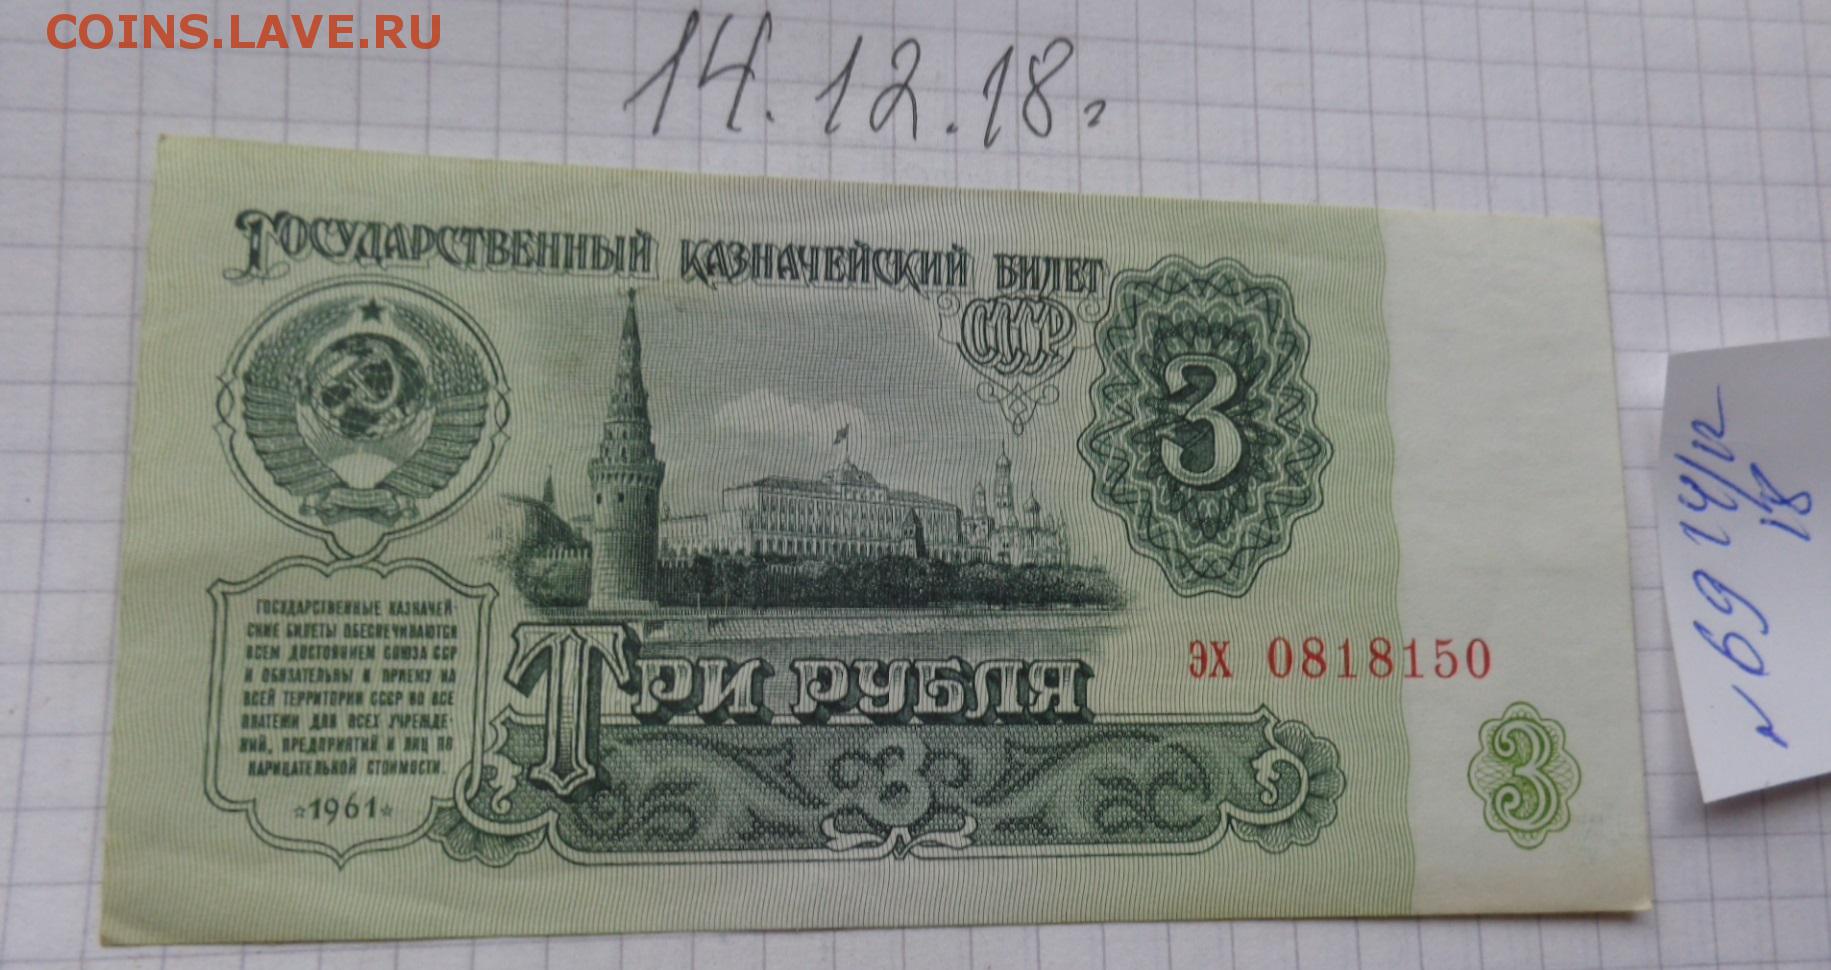 COINS.LAVE.RU
14.12.18г
ГОСУДАРСТВЕННЫЙ КАЗНАЧЕЙСКИЙ БИЛЕТ
СССР
3
ГОСУДАРСТВЕННЫЕ КАЗНАЧЕЙ-
СКИЕ БИЛЕТЫ ОБЕСПЕЧИВАЮТСЯ
ВСЕМ ДОСТОЯНИЕМ СОЮЗА ССР
И ОБЯЗАТЕЛЬНЫ К ПРИЕМУ НА
ВСЕЙ ТЕРРИТОРИИ СССР ВО ВСЕ
ПЛАТЕЖИ ДЛЯ ВСЕХ УЧРЕЖДЕ-
НИЙ, ПРЕДПРИЯТИЙ И ЛИЦ ПО
НАРИЦАТЕЛЬНОЙ СТОИМОСТИ.
1961
ТРИ РУБЛЯ
ЭХ 0818150
3
3
N 69 14/12
18